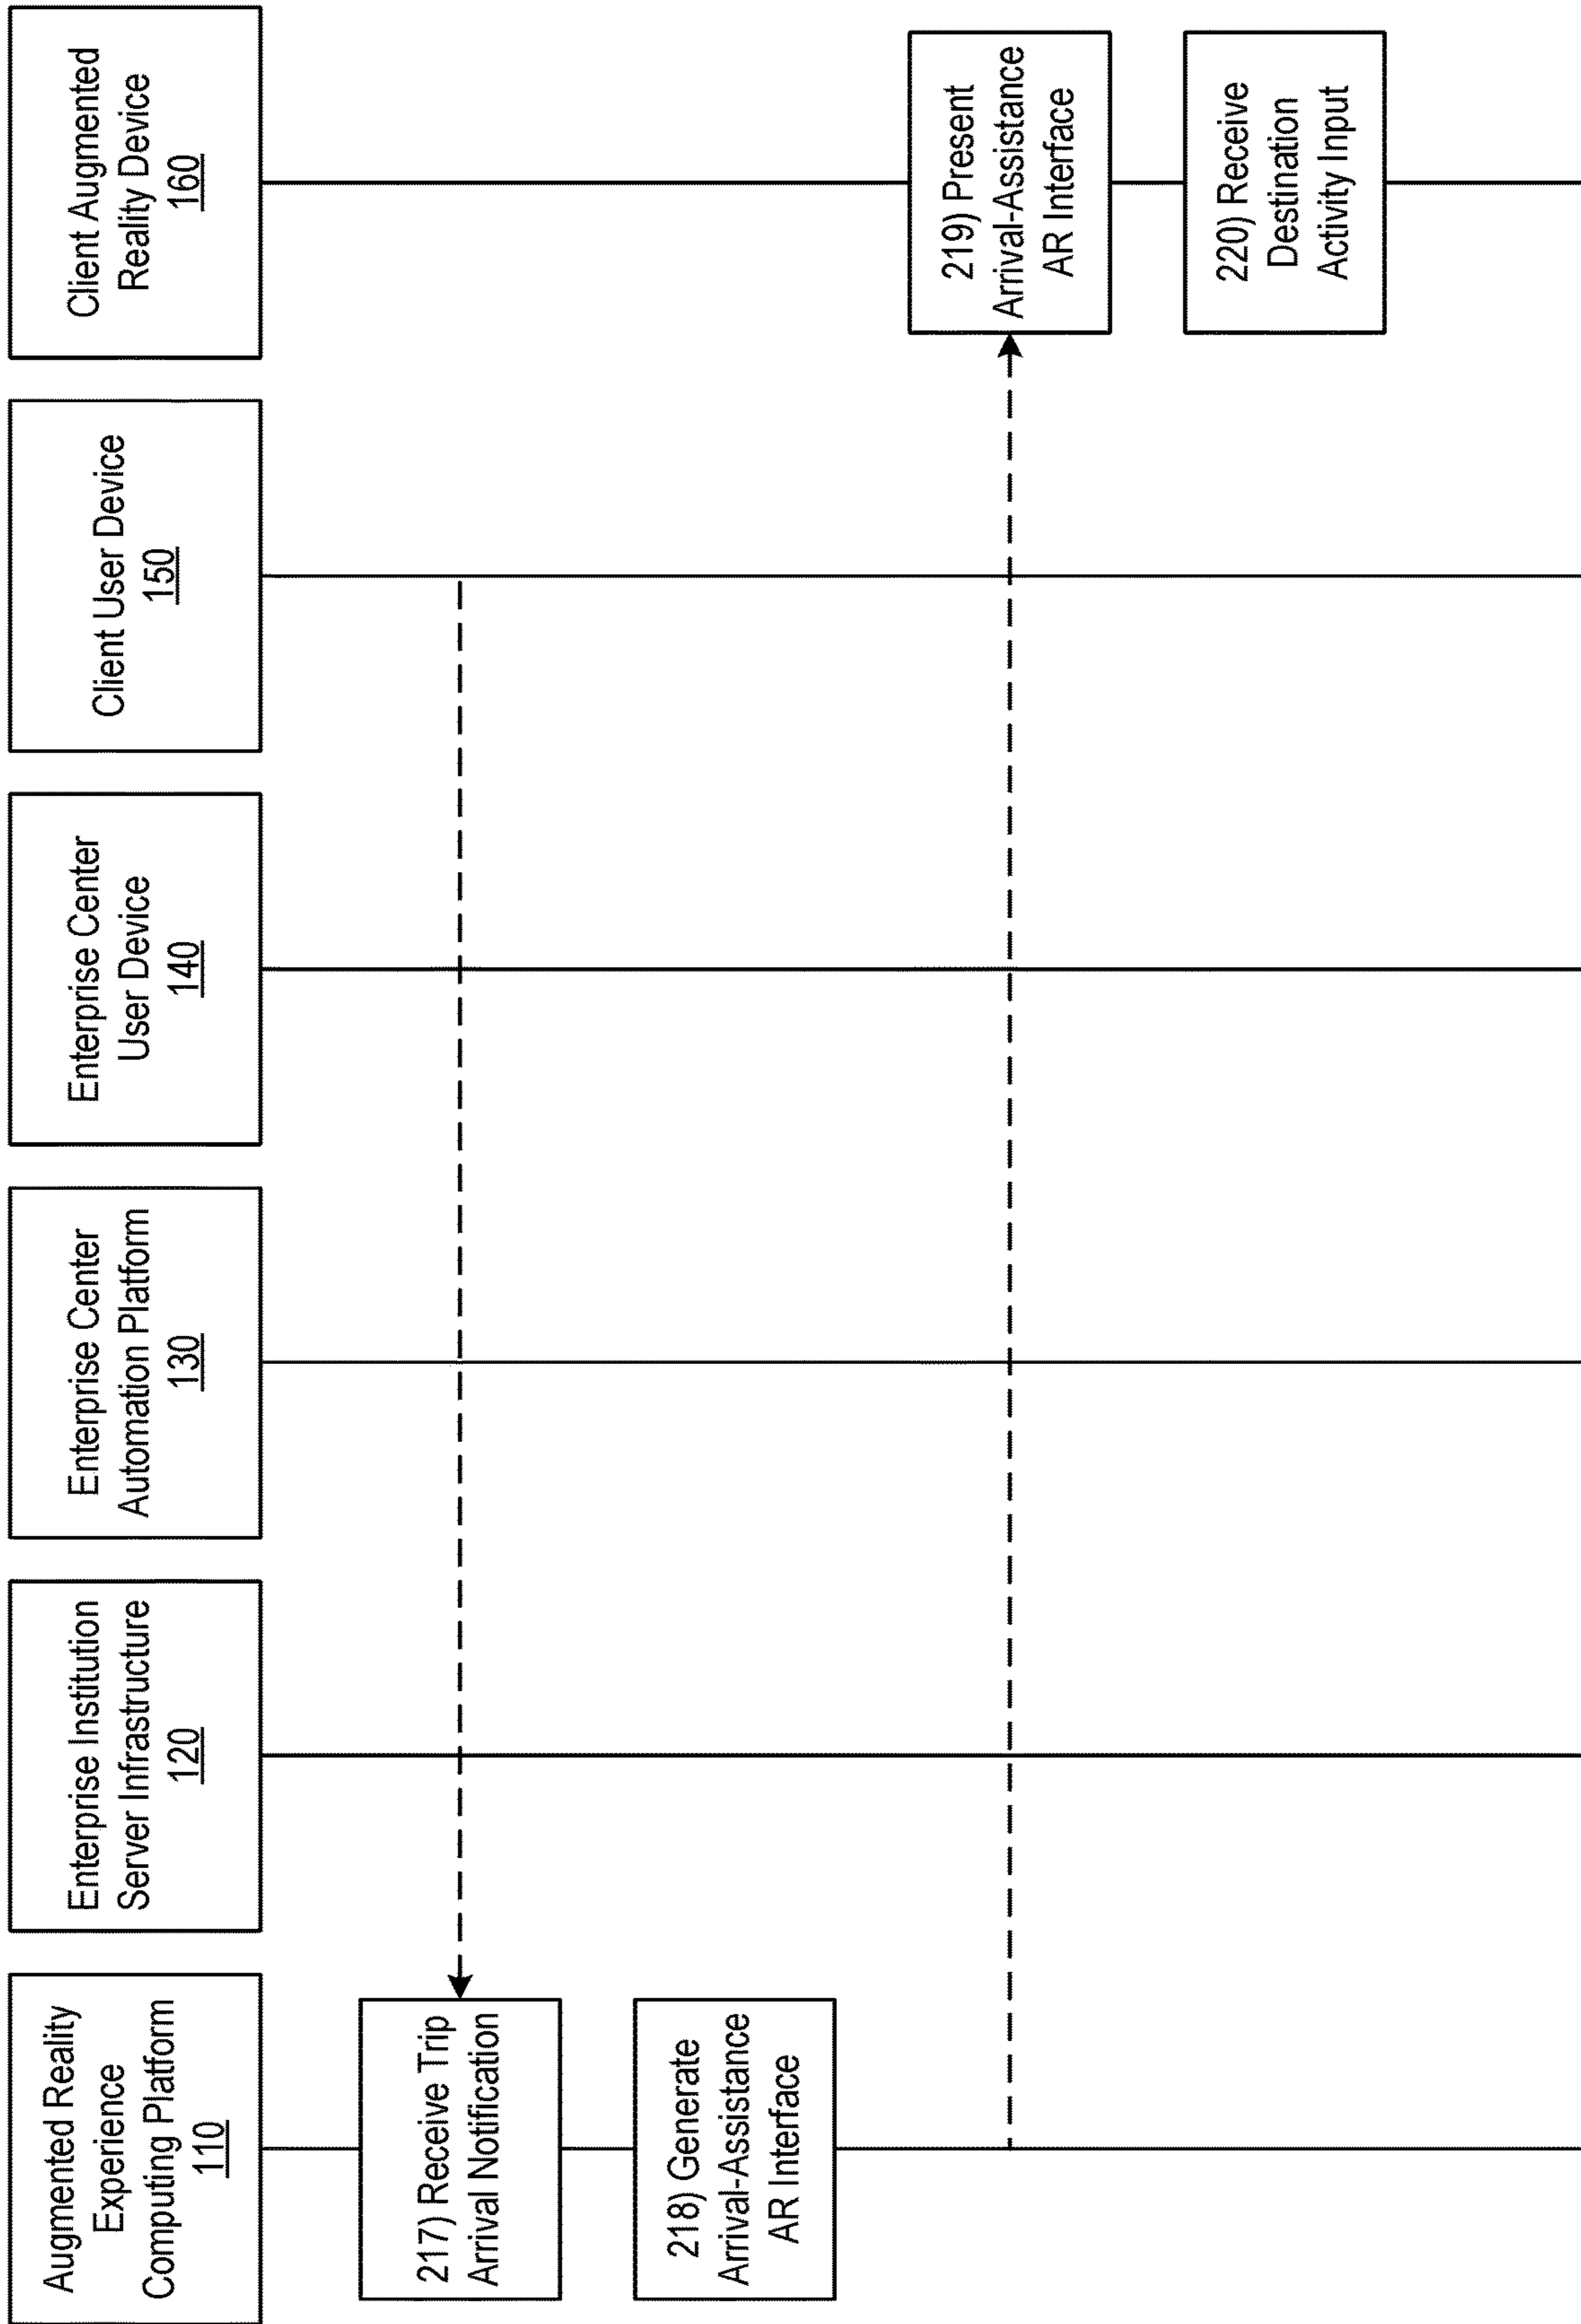 Augmented Reality
Experience
Computing Platform
110
Enterprise Institution
Server Infrastructure
120
Enterprise Center
Automation Platform
130
Enterprise Center
User Device
140
Client User Device
150
Client Augmented
Reality Device
160
217) Receive Trip
Arrival Notification
218) Generate
Arrival-Assistance
AR Interface
219) Present
Arrival-Assistance
AR Interface
220) Receive
Destination
Activity Input